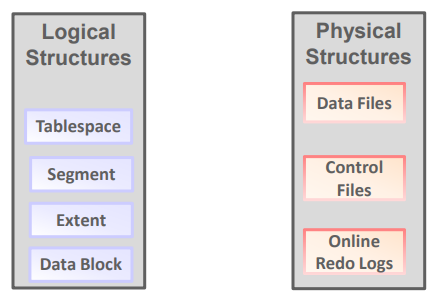 Logical
Structures
Tablespace
Segment
Extent
Data Block
Physical
Structures
Data Files
Control
Files
Online
Redo Logs